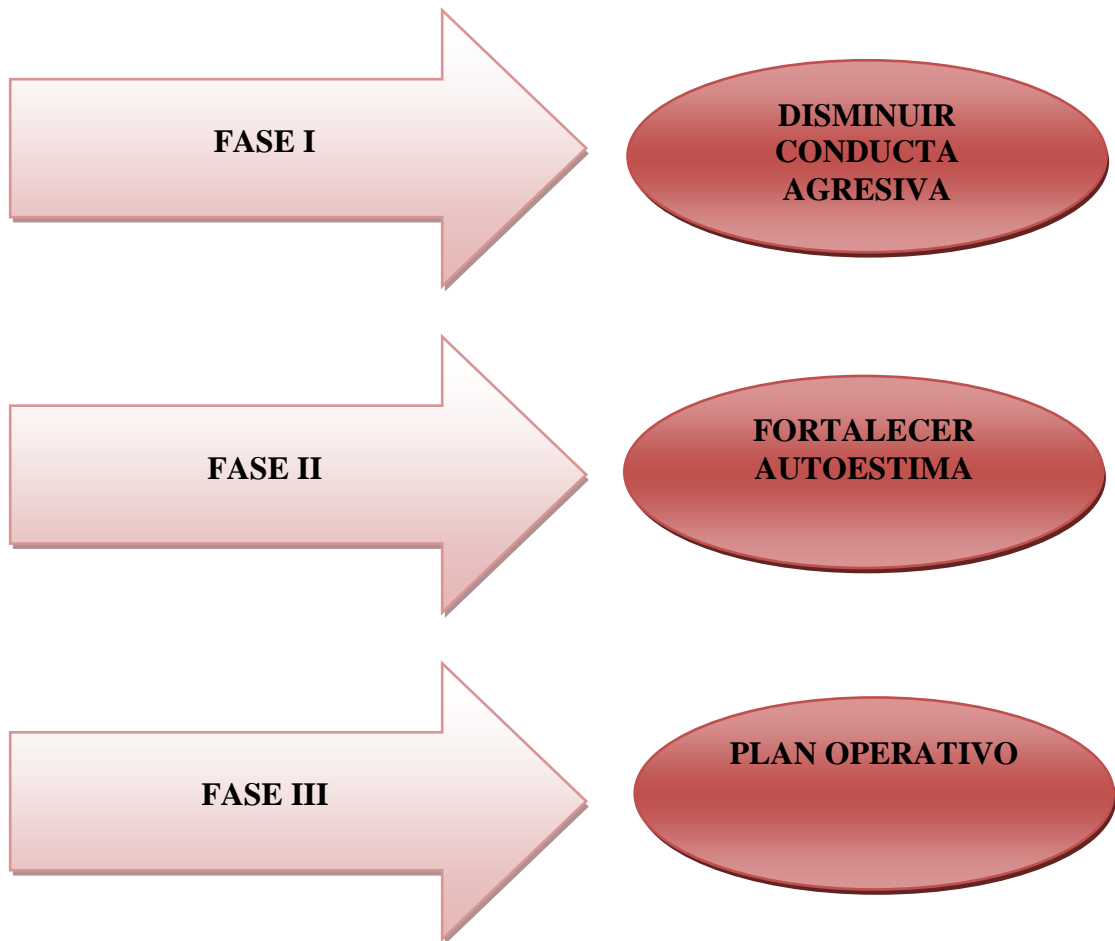 FASE I
DISMINUIR
CONDUCTA
AGRESIVA
FASE II
FORTALECER
AUTOESTIMA
FASE III
PLAN OPERATIVO